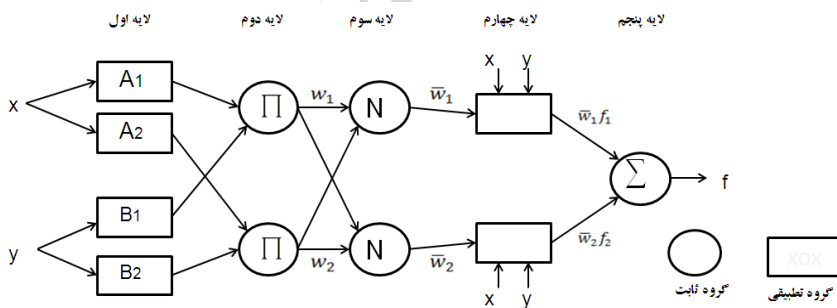 لایه اول
لایه دوم
لایه سوم
لایه چهارم
لایه پنجم
x y
A1
∏ w₁ N w̄₁
w̄₁f₁
x
A2
∑ f
B1
w̄₂f₂
y
B2
∏ w₂ N w̄₂
x y
XOX
گروه ثابت
گروه تطبیقی